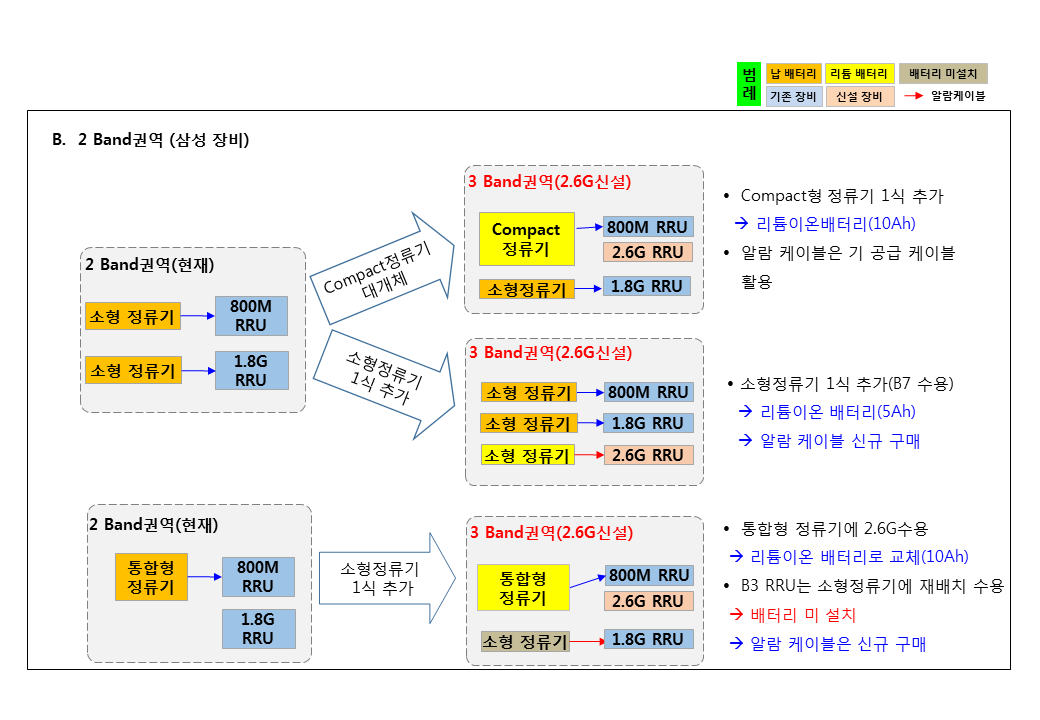 범례
납 배터리
리튬 배터리
배터리 미설치
기존 장비
신설 장비
알람케이블
B. 2 Band권역 (삼성 장비)
2 Band권역(현재)
소형 정류기
800M
RRU
소형 정류기
1.8G
RRU
Compact정류기
대개체
소형정류기
1식 추가
3 Band권역(2.6G신설)
Compact
정류기
800M RRU
2.6G RRU
소형정류기
1.8G RRU
• Compact형 정류기 1식 추가
→ 리튬이온배터리(10Ah)
• 알람 케이블은 기 공급 케이블
활용
3 Band권역(2.6G신설)
소형 정류기
800M RRU
소형 정류기
1.8G RRU
소형 정류기
2.6G RRU
• 소형정류기 1식 추가(B7 수용)
→ 리튬이온 배터리(5Ah)
→ 알람 케이블 신규 구매
2 Band권역(현재)
통합형
정류기
800M
RRU
1.8G
RRU
소형정류기
1식 추가
3 Band권역(2.6G신설)
통합형
정류기
800M RRU
2.6G RRU
소형 정류기
1.8G RRU
• 통합형 정류기에 2.6G수용
→ 리튬이온 배터리로 교체(10Ah)
• B3 RRU는 소형정류기에 재배치 수용
→ 배터리 미 설치
→ 알람 케이블은 신규 구매